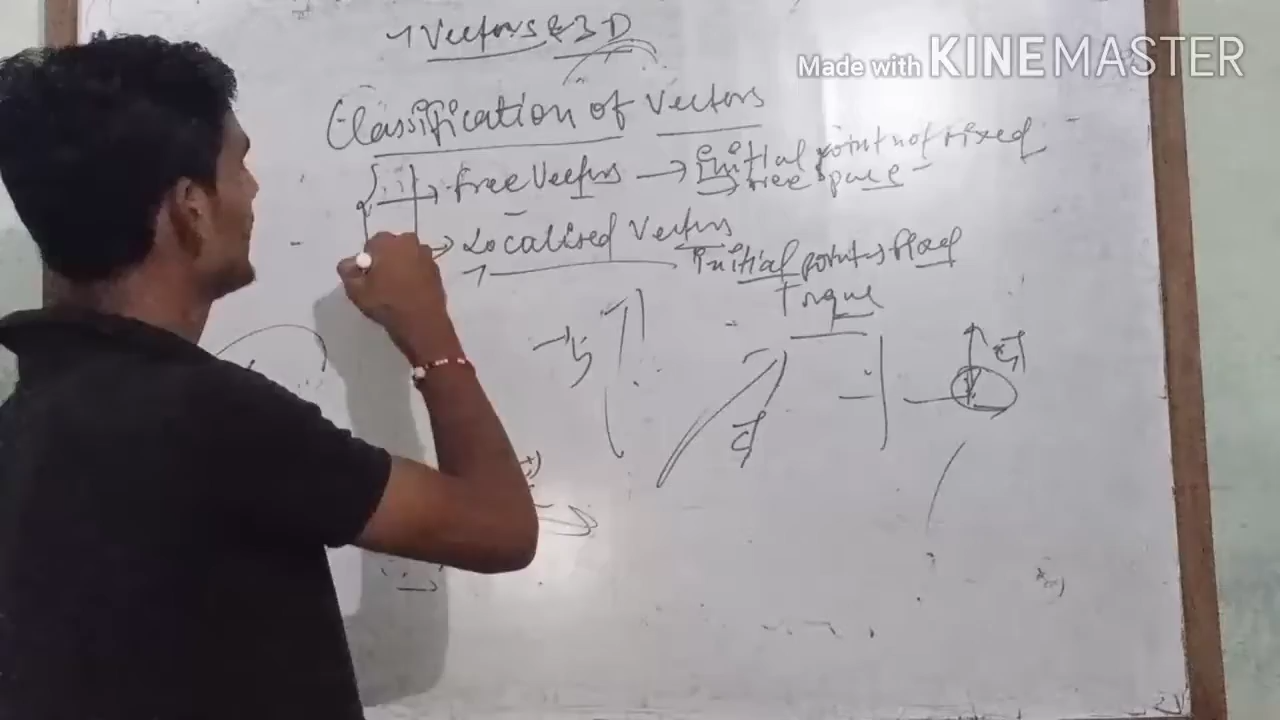 Vectors & 3D
Made with KINEMASTER
Classification of Vectors
→ Free Vectors → Initial point not fixed
→ free space
→ Localised Vectors
Initial point → fixed
Torque